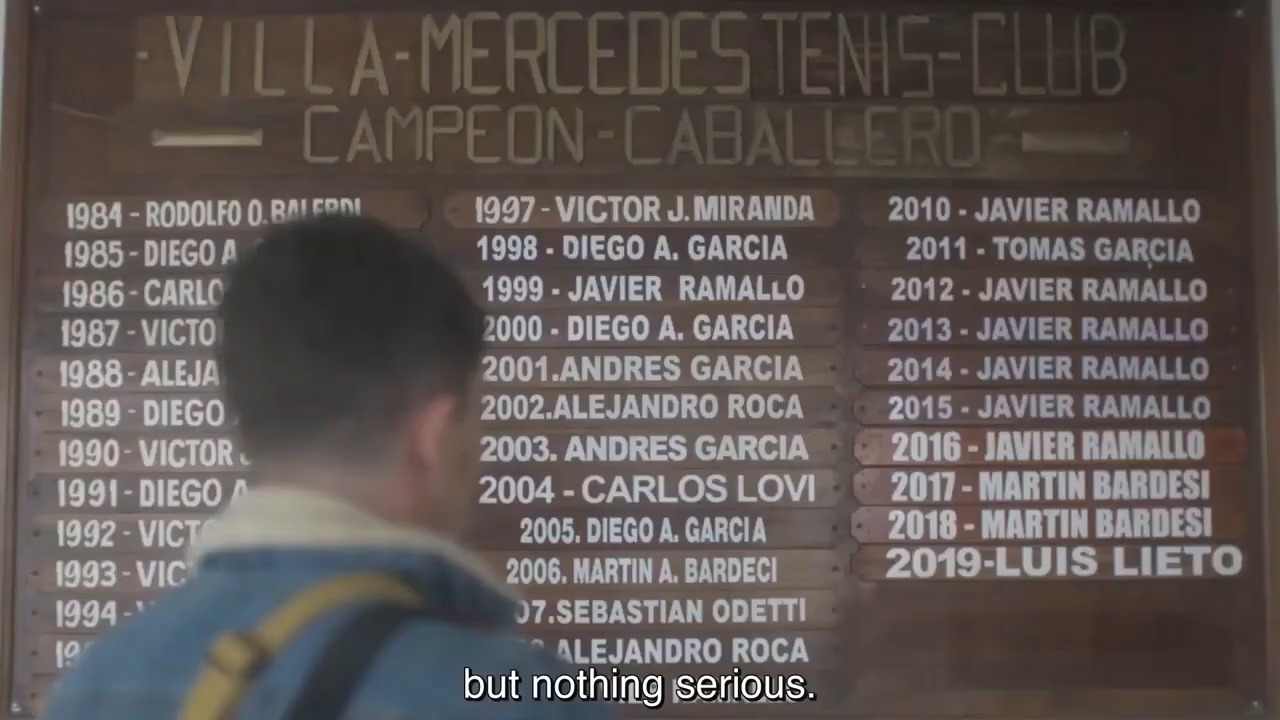 -VILLA-MERCEDES TENIS-CLUB
CAMPEON-CABALLERO
1984 - RODOLFO O. BALERDI
1985 - DIEGO A
1986 - CARLO
1987 - VICTO
1988 - ALEJA
1989 - DIEGO
1990 - VICTOR
1991 - DIEGO A
1992 - VICT
1993 - VIC
1994 -
1997 - VICTOR J. MIRANDA
1998 - DIEGO A. GARCIA
1999 - JAVIER RAMALLO
2000 - DIEGO A. GARCIA
2001.ANDRES GARCIA
2002.ALEJANDRO ROCA
2003. ANDRES GARCIA
2004 - CARLOS LOVI
2005. DIEGO A. GARCIA
2006. MARTIN A. BARDECI
07.SEBASTIAN ODETTI
ALEJANDRO ROCA
2010 - JAVIER RAMALLO
2011 - TOMAS GARCIA
2012 - JAVIER RAMALLO
2013 - JAVIER RAMALLO
2014 - JAVIER RAMALLO
2015 - JAVIER RAMALLO
2016 - JAVIER RAMALLO
2017 - MARTIN BARDESI
2018 - MARTIN BARDESI
2019-LUIS LIETO
but nothing serious.